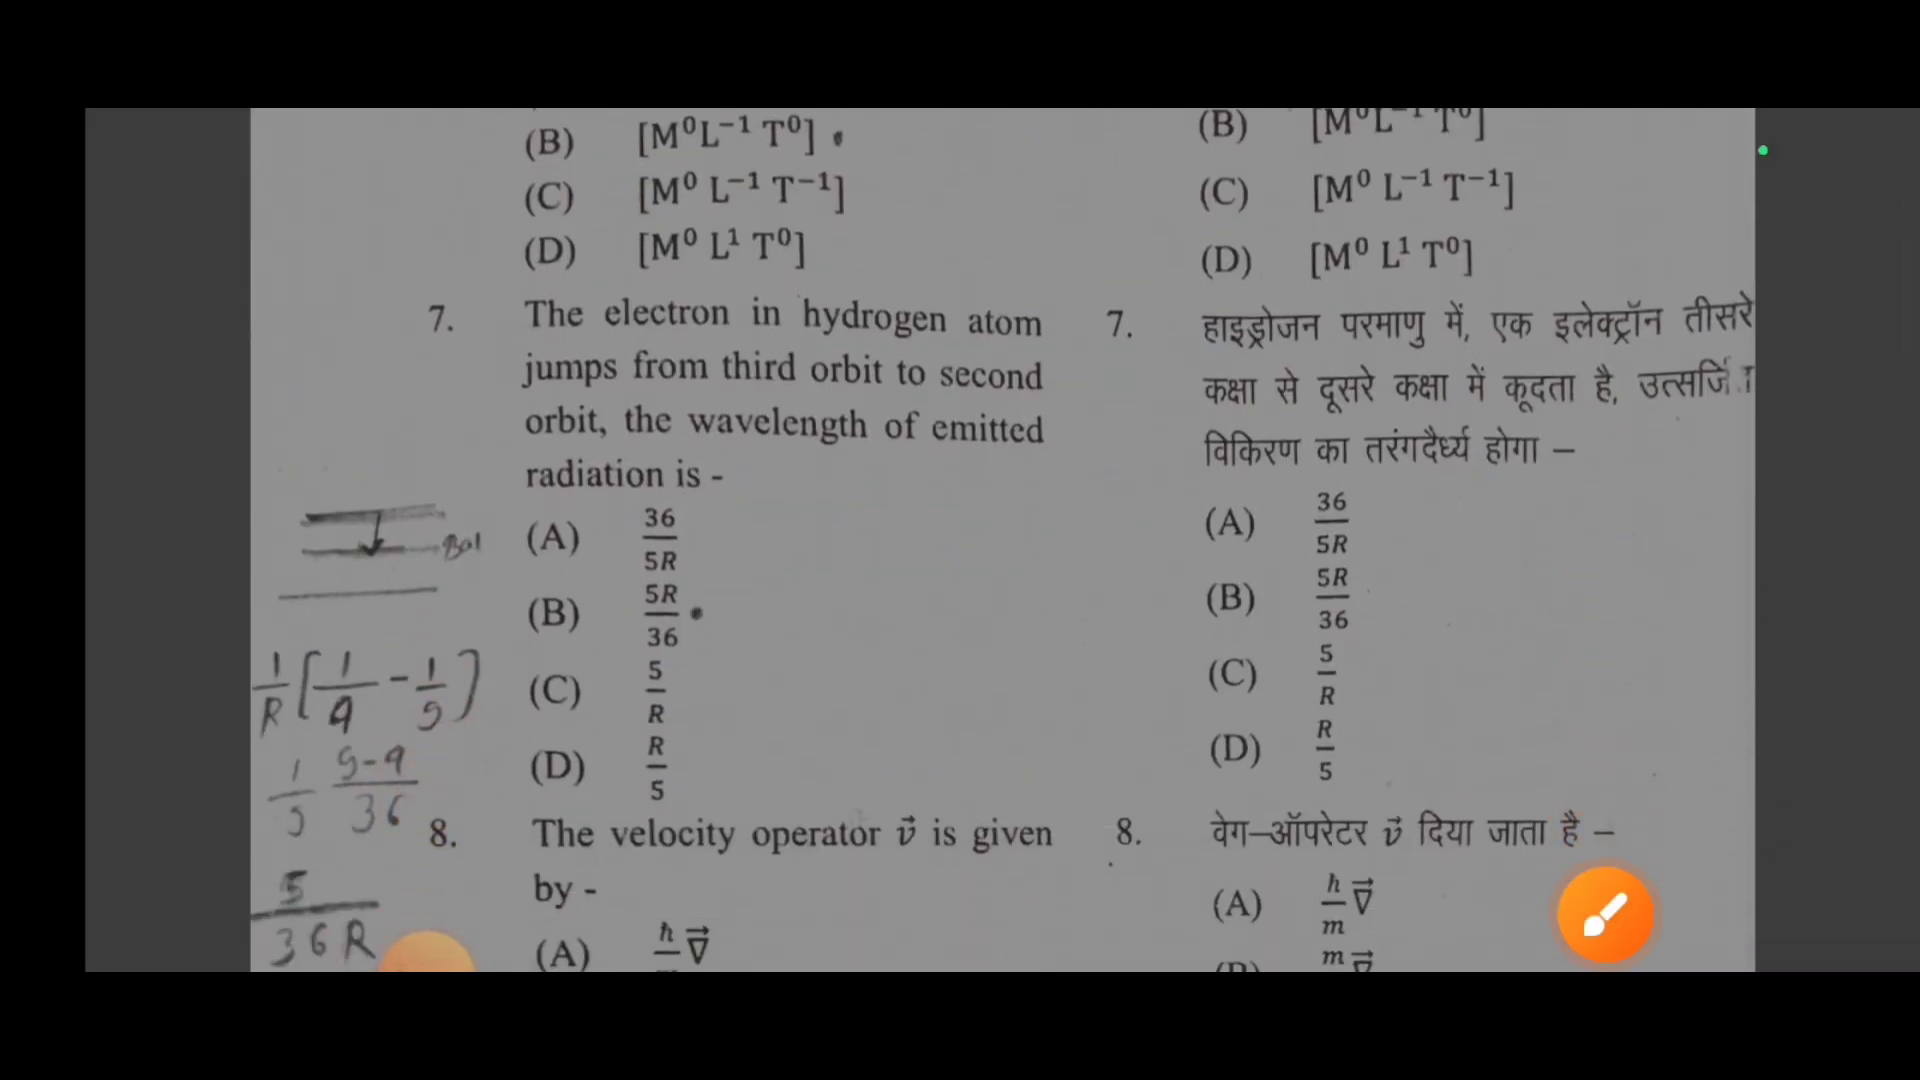 (B) [M⁰L⁻¹ T⁰]
(C) [M⁰ L⁻¹ T⁻¹]
(D) [M⁰ L¹ T⁰]
7. The electron in hydrogen atom
jumps from third orbit to second
orbit, the wavelength of emitted
radiation is -
(A) 36/5R
(B) 5R/36
(C) 5/R
(D) R/5
8. The velocity operator v⃗ is given
by -
(A) ħ/ ∇⃗
(B) [M⁰L⁻¹ T⁰]
(C) [M⁰ L⁻¹ T⁻¹]
(D) [M⁰ L¹ T⁰]
7. हाइड्रोजन परमाणु में, एक इलेक्ट्रॉन तीसरे
कक्षा से दूसरे कक्षा में कूदता है,
विकिरण का तरंगदैर्ध्य होगा –
(A) 36/5R
(B) 5R/36
(C) 5/R
(D) R/5
8. वेग–ऑपरेटर v⃗ दिया जाता है –
(A) ħ/m ∇⃗
m ∇⃗
1/R [1/4 - 1/9]
9-4/36
5/36R